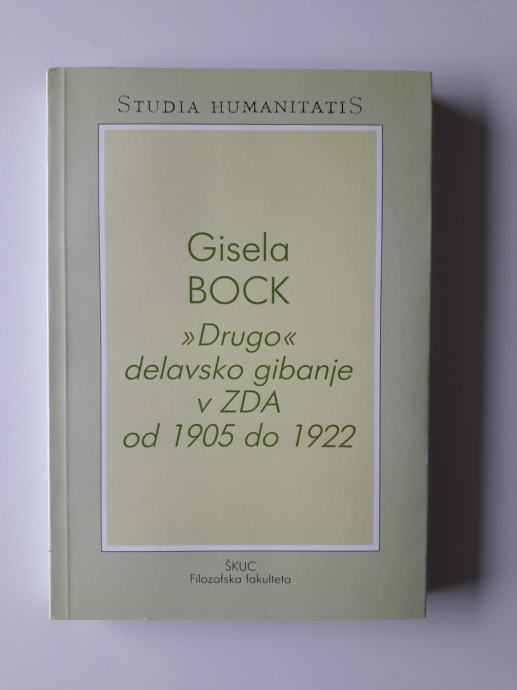 STUDIA HUMANITATIS
Gisela
BOCK
»Drugo«
delavsko gibanje
v ZDA
od 1905 do 1922
ŠKUC
Filozofska fakulteta